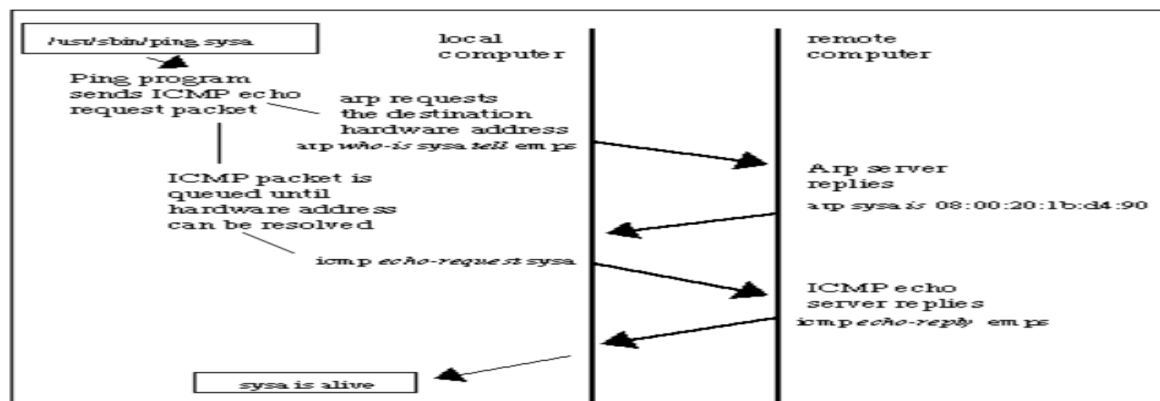 /usr/sbin/ping sysa
local
computer
remote
computer
Ping program
sends ICMP echo
request packet
arp requests
the destination
hardware address
arp who-is sysa tell emps
Arp server
replies
arp sysa is 08:00:20:1b:d4:90
ICMP packet is
queued until
hardware address
can be resolved
icmp echo-request sysa
ICMP echo
server replies
icmp echo-reply emps
sysa is alive